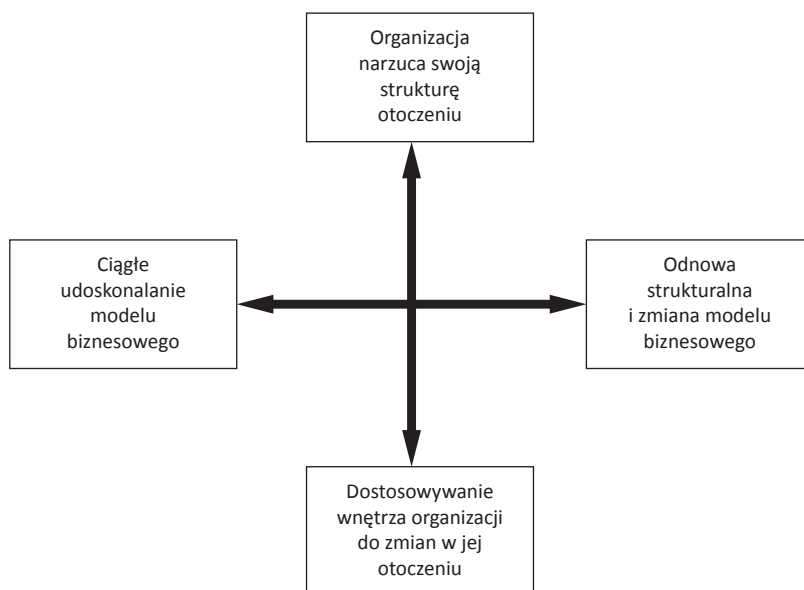 Organizacja
narzuca swoją
strukturę
otoczeniu
Ciągłe
udoskonalanie
modelu
biznesowego
Odnowa
strukturalna
i zmiana modelu
biznesowego
Dostosowywanie
wnętrza organizacji
do zmian w jej
otoczeniu